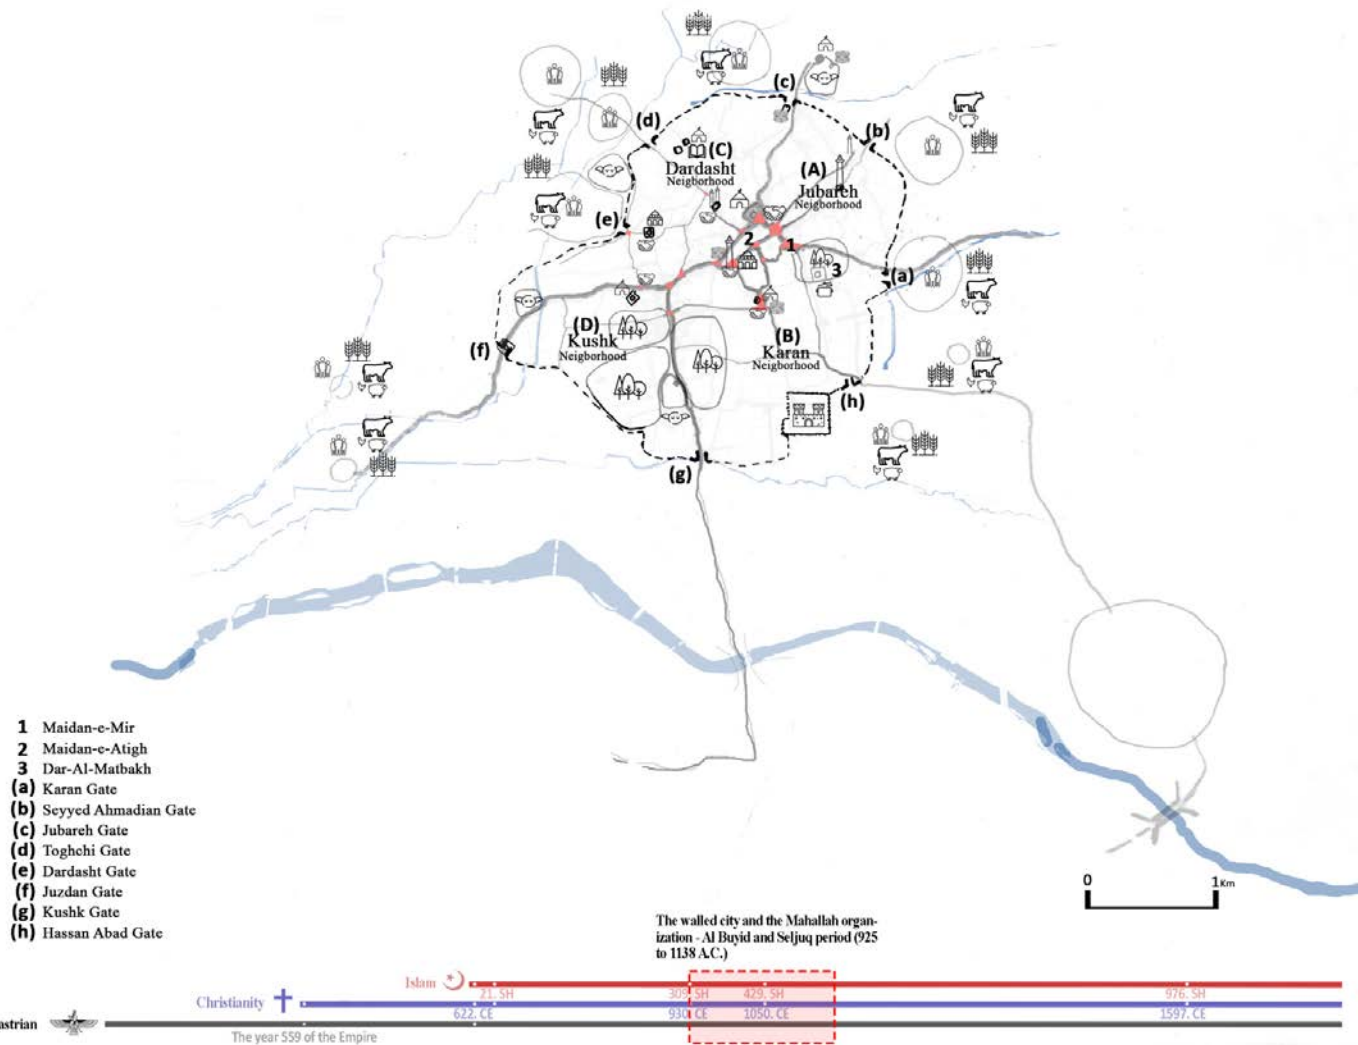 (c)
(b)
(d)
(C)
Dardasht
Neigborhood
(A)
Jubareh
Neigborhood
(e)
2
1
3
(a)
(D)
Kushk
Neigborhood
(B)
Karan
Neigborhood
(f)
(h)
(g)
1 Maidan-e-Mir
2 Maidan-e-Atigh
3 Dar-Al-Matbakh
(a) Karan Gate
(b) Seyyed Ahmadian Gate
(c) Jubareh Gate
(d) Toghchi Gate
(e) Dardasht Gate
(f) Juzdan Gate
(g) Kushk Gate
(h) Hassan Abad Gate
0 1Km
The walled city and the Mahallah organ-
ization - Al Buyid and Seljuq period (925
to 1138 A.C.)
Islam
21. SH 309. SH 429. SH 976. SH
Christianity
622. CE 930. CE 1050. CE 1597. CE
astrian
The year 559 of the Empire